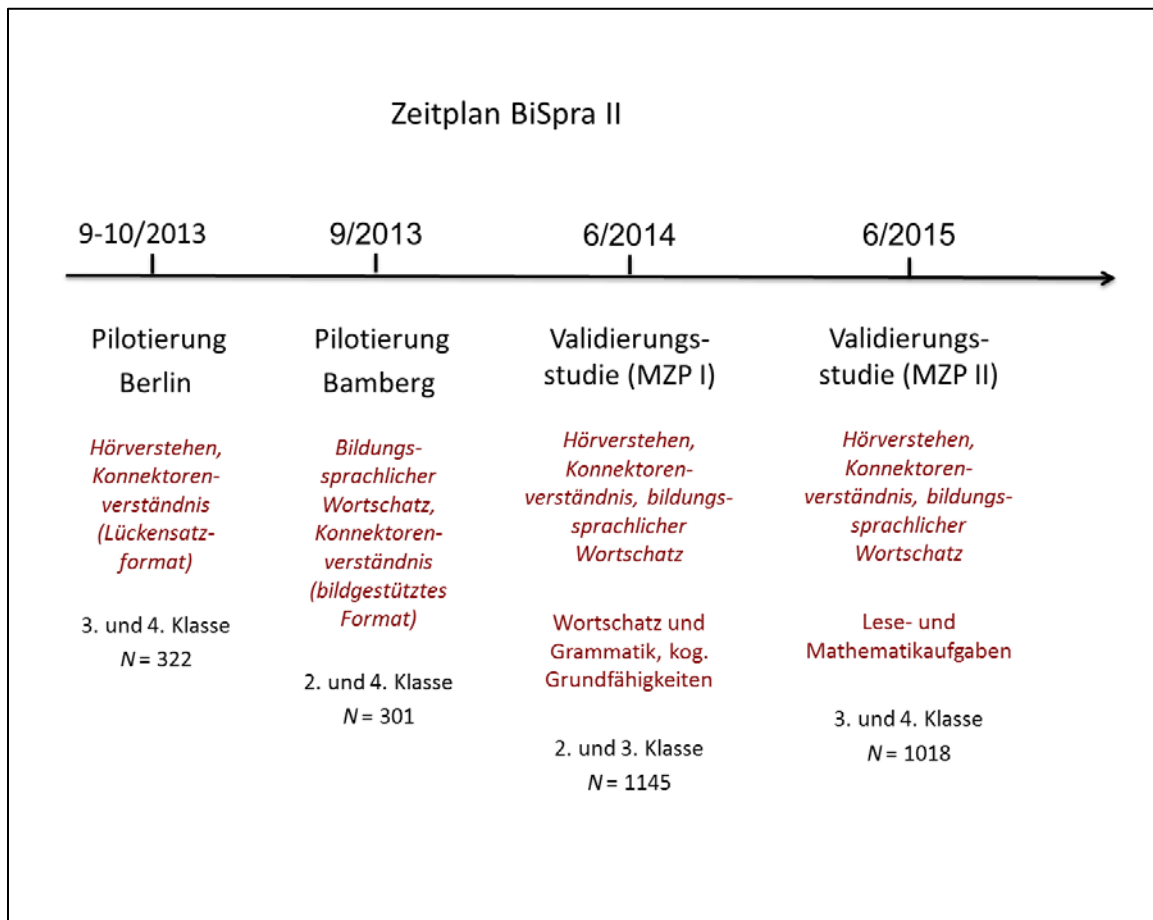 Zeitplan BiSpra II
9-10/2013
9/2013
6/2014
6/2015
Pilotierung
Berlin
Hörverstehen,
Konnektoren-
verständnis
(Lückensatz-
format)
3. und 4. Klasse
N = 322
Pilotierung
Bamberg
Bildungs-
sprachlicher
Wortschatz,
Konnektoren-
verständnis
(bildgestütztes
Format)
2. und 4. Klasse
N = 301
Validierungs-
studie (MZP I)
Hörverstehen,
Konnektoren-
verständnis, bildungs-
sprachlicher
Wortschatz
Wortschatz und
Grammatik, kog.
Grundfähigkeiten
2. und 3. Klasse
N = 1145
Validierungs-
studie (MZP II)
Hörverstehen,
Konnektoren-
verständnis, bildungs-
sprachlicher
Wortschatz
Lese- und
Mathematikaufgaben
3. und 4. Klasse
N = 1018